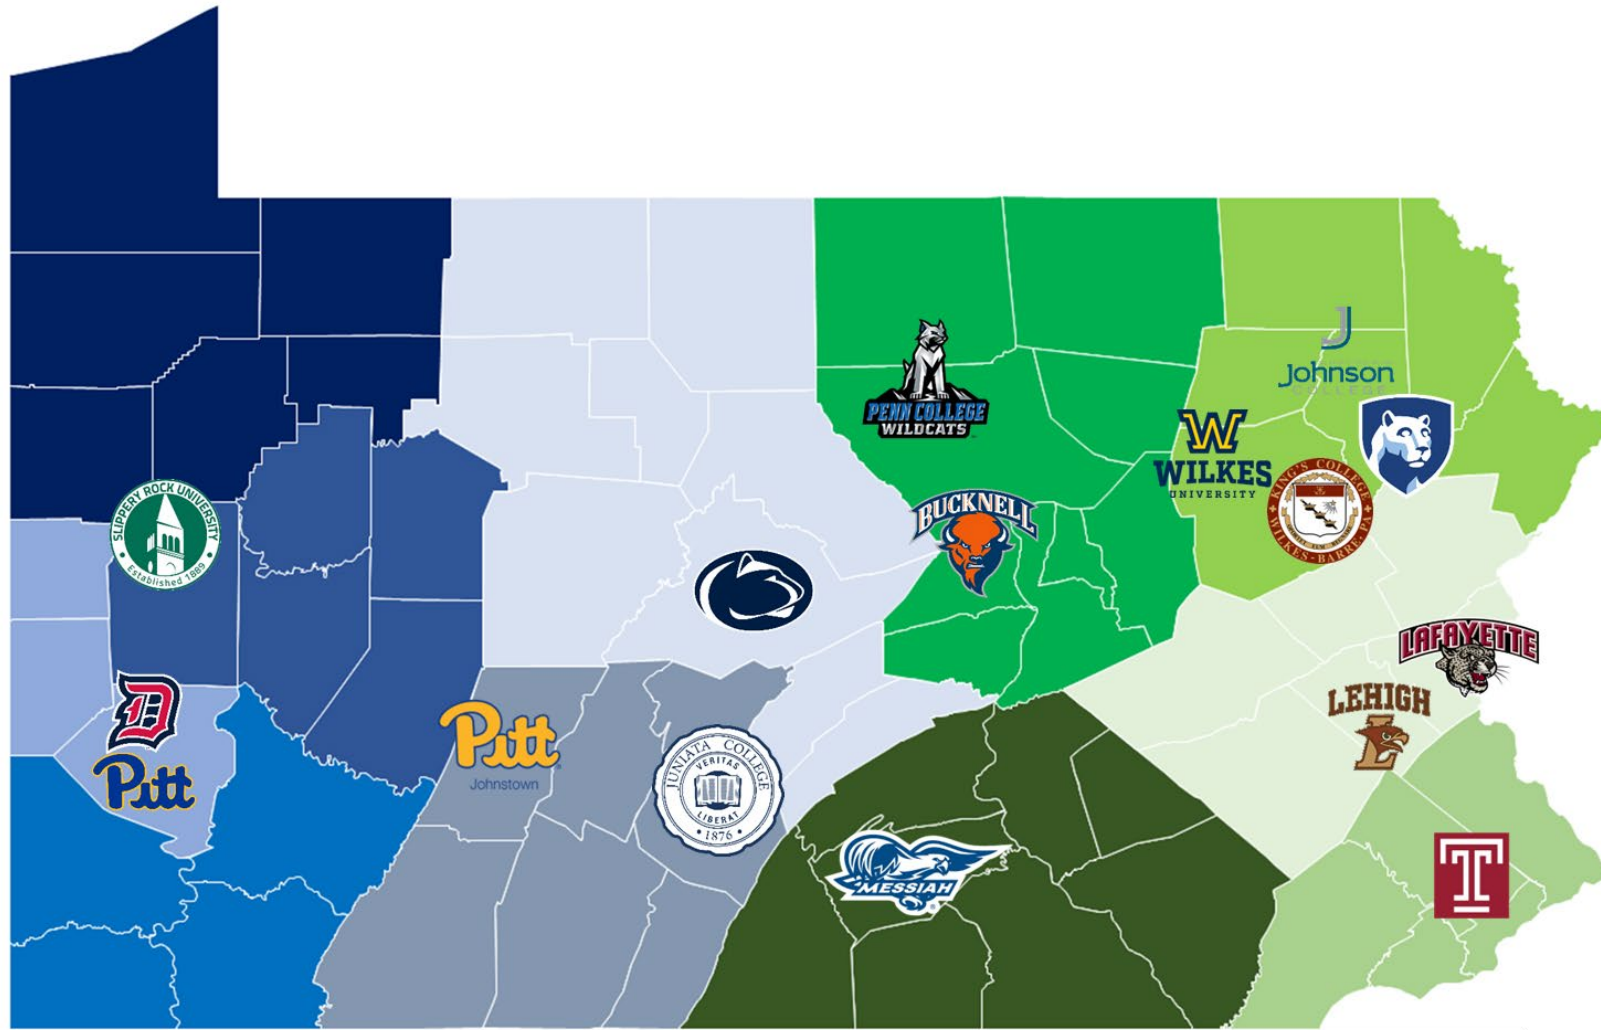 SLIPPERY ROCK UNIVERSITY
Established 1889
D
Pitt
Pitt
Johnstown
JUNIATA COLLEGE
VERITAS
LIBERAT
• 1876 •
PENN COLLEGE
WILDCATS
BUCKNELL
MESSIAH
J
Johnson
COLLEGE
W
WILKES
UNIVERSITY
KING'S COLLEGE
WILKES-BARRE, PA
LAFAYETTE
LEHIGH
L
T